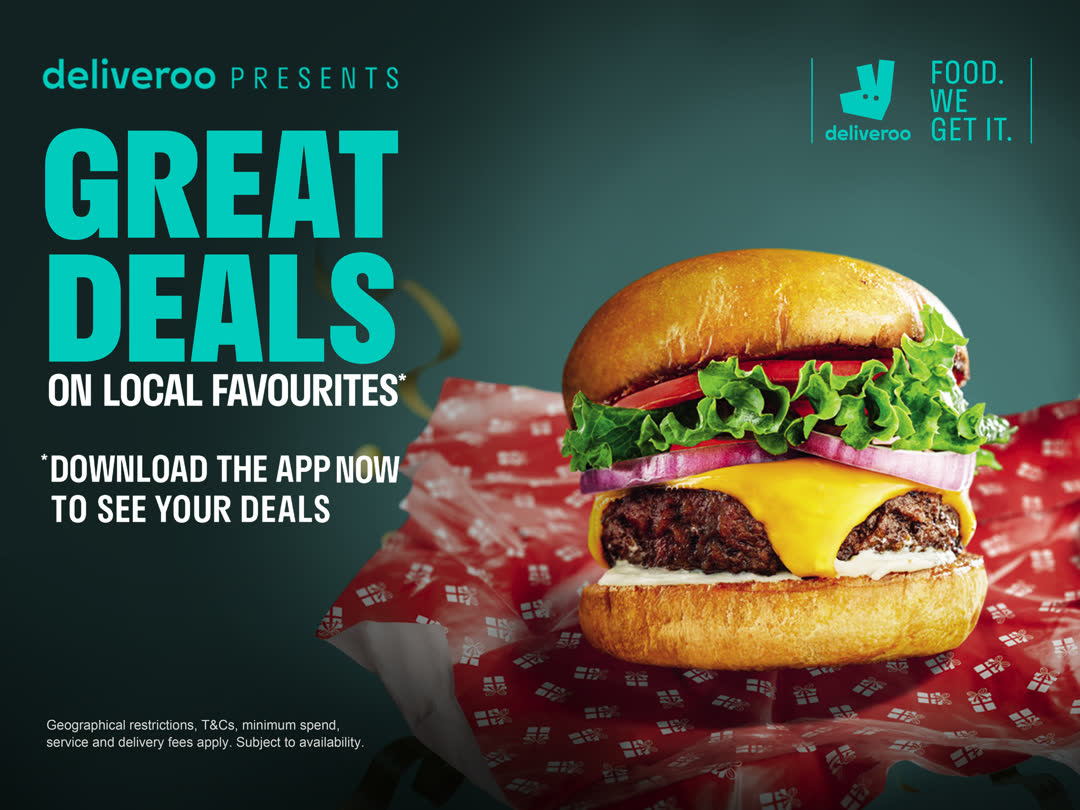 deliveroo PRESENTS
GREAT
DEALS
ON LOCAL FAVOURITES*
*DOWNLOAD THE APP NOW
TO SEE YOUR DEALS
deliveroo
FOOD.
WE
GET IT.
Geographical restrictions, T&Cs, minimum spend,
service and delivery fees apply. Subject to availability.